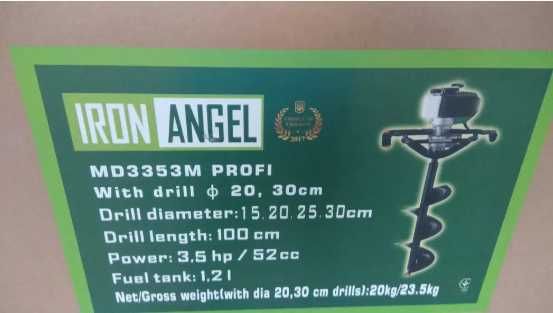 IRON ANGEL
2017
MD3353M PROFI
With drill ф 20, 30cm
Drill diameter:15.20.25.30cm
Drill length:100 cm
Power: 3.5 hp / 52cc
Fuel tank: 1,2 l
Net/Gross weight(with dia 20,30 cm drills):20kg/23.5kg